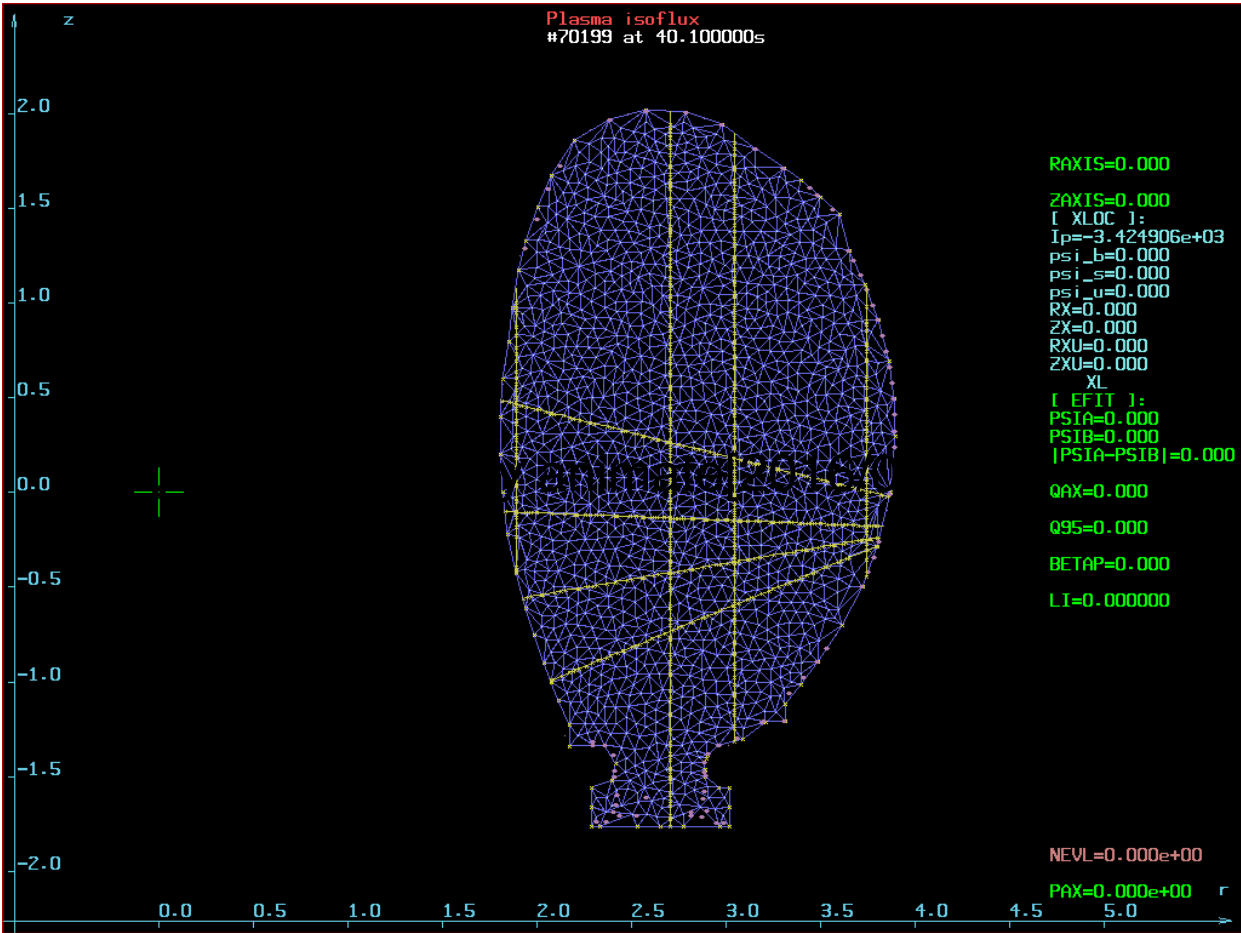 z
Plasma isoflux
#70199 at 40.100000s
2.0
1.5
1.0
0.5
0.0
-0.5
-1.0
-1.5
-2.0
RAXIS=0.000
ZAXIS=0.000
[ XLOC ]:
Ip=-3.424906e+03
psi_b=0.000
psi_s=0.000
psi_u=0.000
RX=0.000
ZX=0.000
RXU=0.000
ZXU=0.000
XL
[ EFIT ]:
PSIA=0.000
PSIB=0.000
|PSIA-PSIB|=0.000
QAX=0.000
Q95=0.000
BETAP=0.000
LI=0.000000
NEVL=0.000e+00
PAX=0.000e+00
r
0.0 0.5 1.0 1.5 2.0 2.5 3.0 3.5 4.0 4.5 5.0